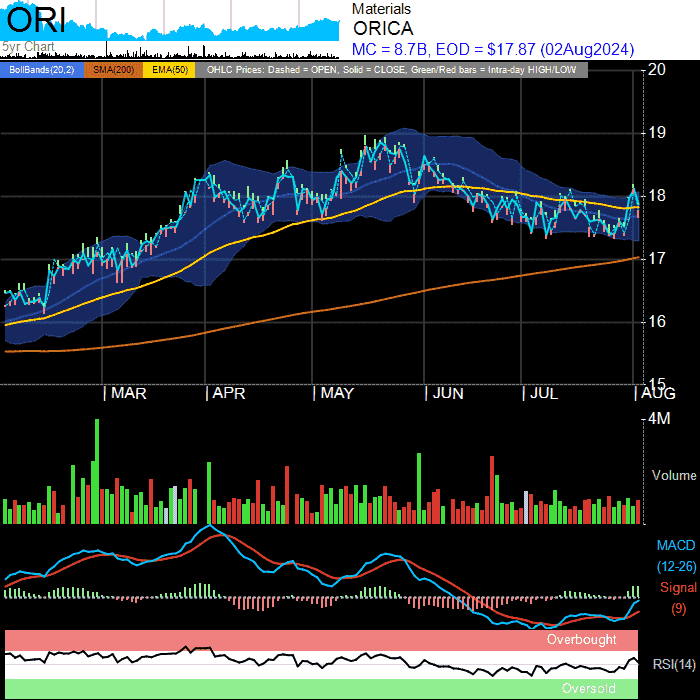 ORI
5yr Chart
Materials
ORICA
MC = 8.7B, EOD = $17.87 (02Aug2024)
BollBands(20,2) SMA(200) EMA(50) OHLC Prices: Dashed = OPEN, Solid = CLOSE, Green/Red bars = Intra-day HIGH/LOW
20
19
18
17
16
15
| MAR | APR | MAY | JUN | JUL | AUG
4M
Volume
MACD
(12-26)
Signal
(9)
Overbought
RSI(14)
Oversold